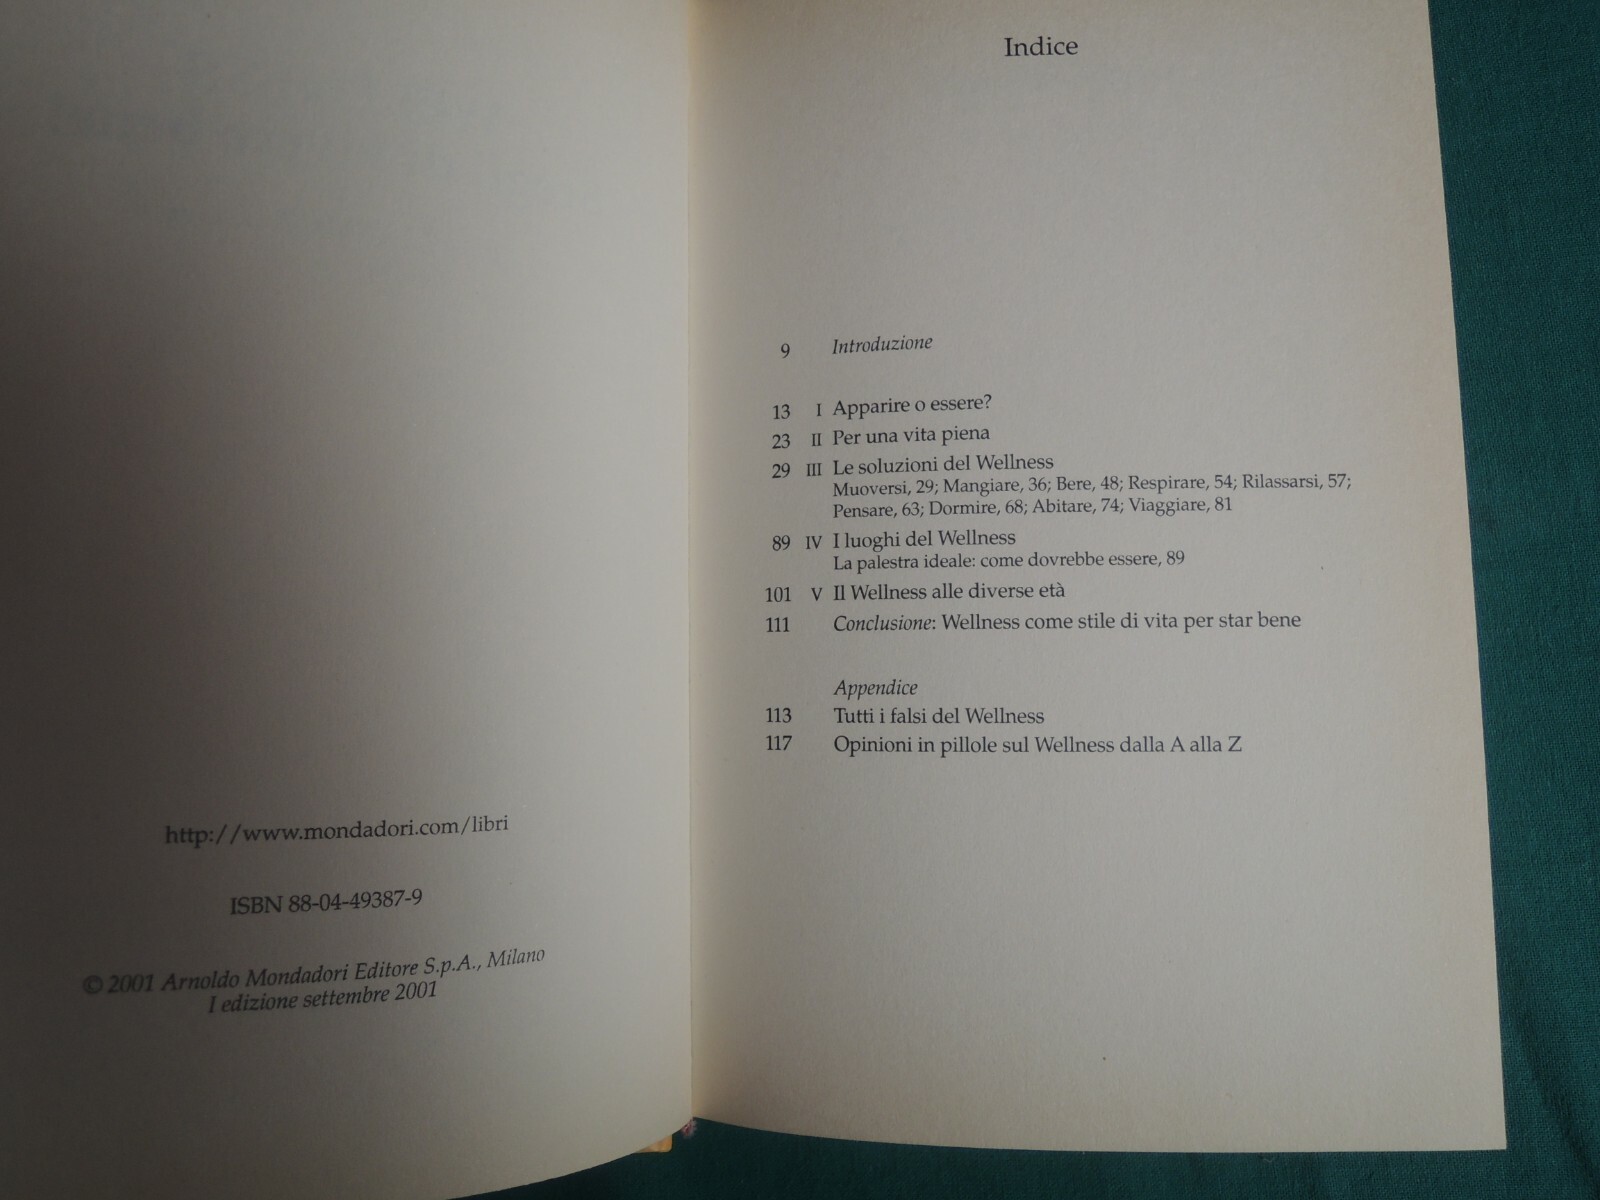 http://www.mondadori.com/libri
ISBN 88-04-49387-9
© 2001 Arnoldo Mondadori Editore S.p.A., Milano
I edizione settembre 2001
Indice
9 Introduzione
13 I Apparire o essere?
23 II Per una vita piena
29 III Le soluzioni del Wellness
Muoversi, 29; Mangiare, 36; Bere, 48; Respirare, 54; Rilassarsi, 57;
Pensare, 63; Dormire, 68; Abitare, 74; Viaggiare, 81
89 IV I luoghi del Wellness
La palestra ideale: come dovrebbe essere, 89
101 V Il Wellness alle diverse età
111 Conclusione: Wellness come stile di vita per star bene
Appendice
113 Tutti i falsi del Wellness
117 Opinioni in pillole sul Wellness dalla A alla Z